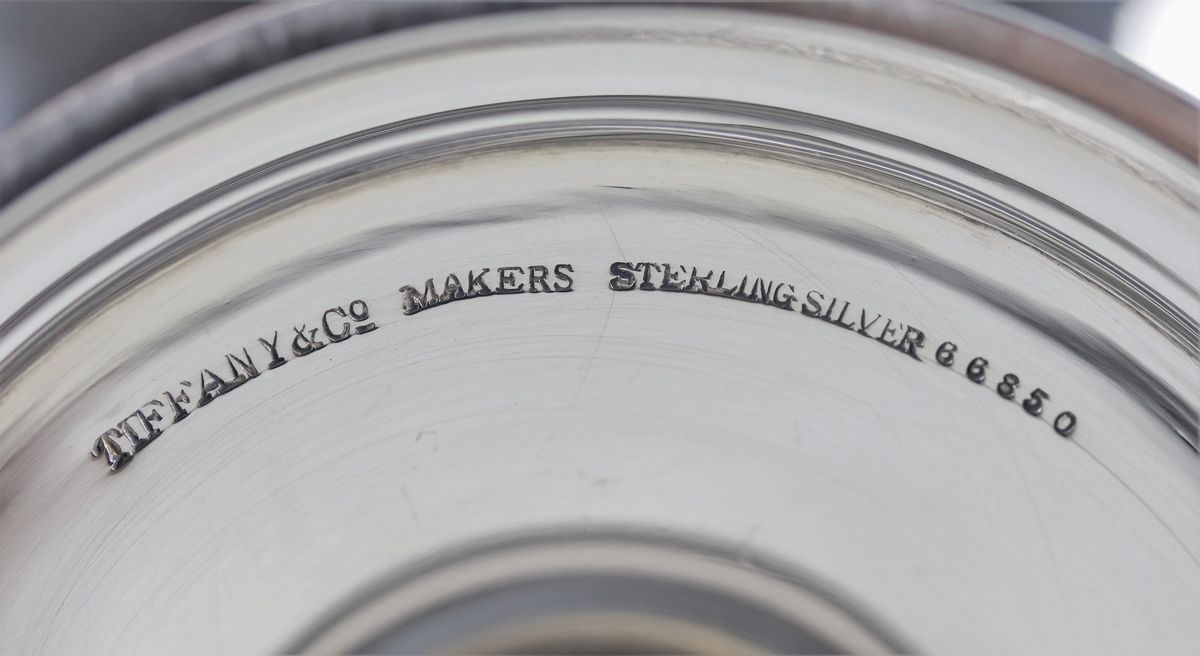 TIFFANY & Cº MAKERS STERLING SILVER 66850